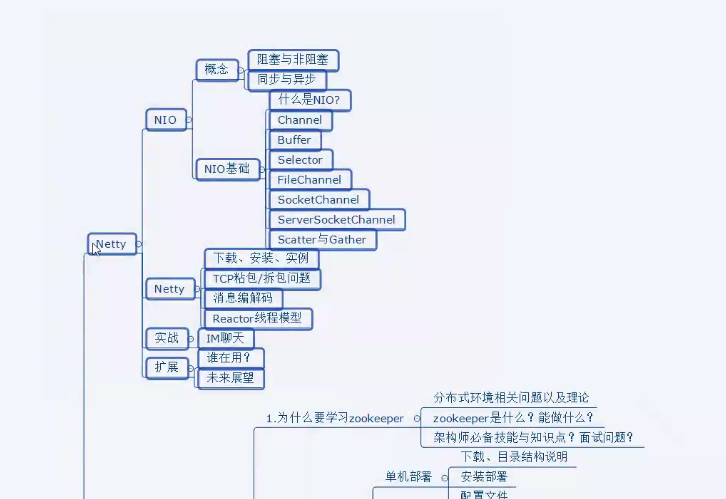 Netty
NIO
概念
阻塞与非阻塞
同步与异步
NIO基础
什么是NIO?
Channel
Buffer
Selector
FileChannel
SocketChannel
ServerSocketChannel
Scatter与Gather
Netty
下载、安装、实例
TCP粘包/拆包问题
消息编解码
Reactor线程模型
实战
IM聊天
扩展
谁在用?
未来展望
1.为什么要学习zookeeper
分布式环境相关问题以及理论
zookeeper是什么? 能做什么?
架构师必备技能与知识点? 面试问题?
单机部署
下载、目录结构说明
安装部署
配置文件